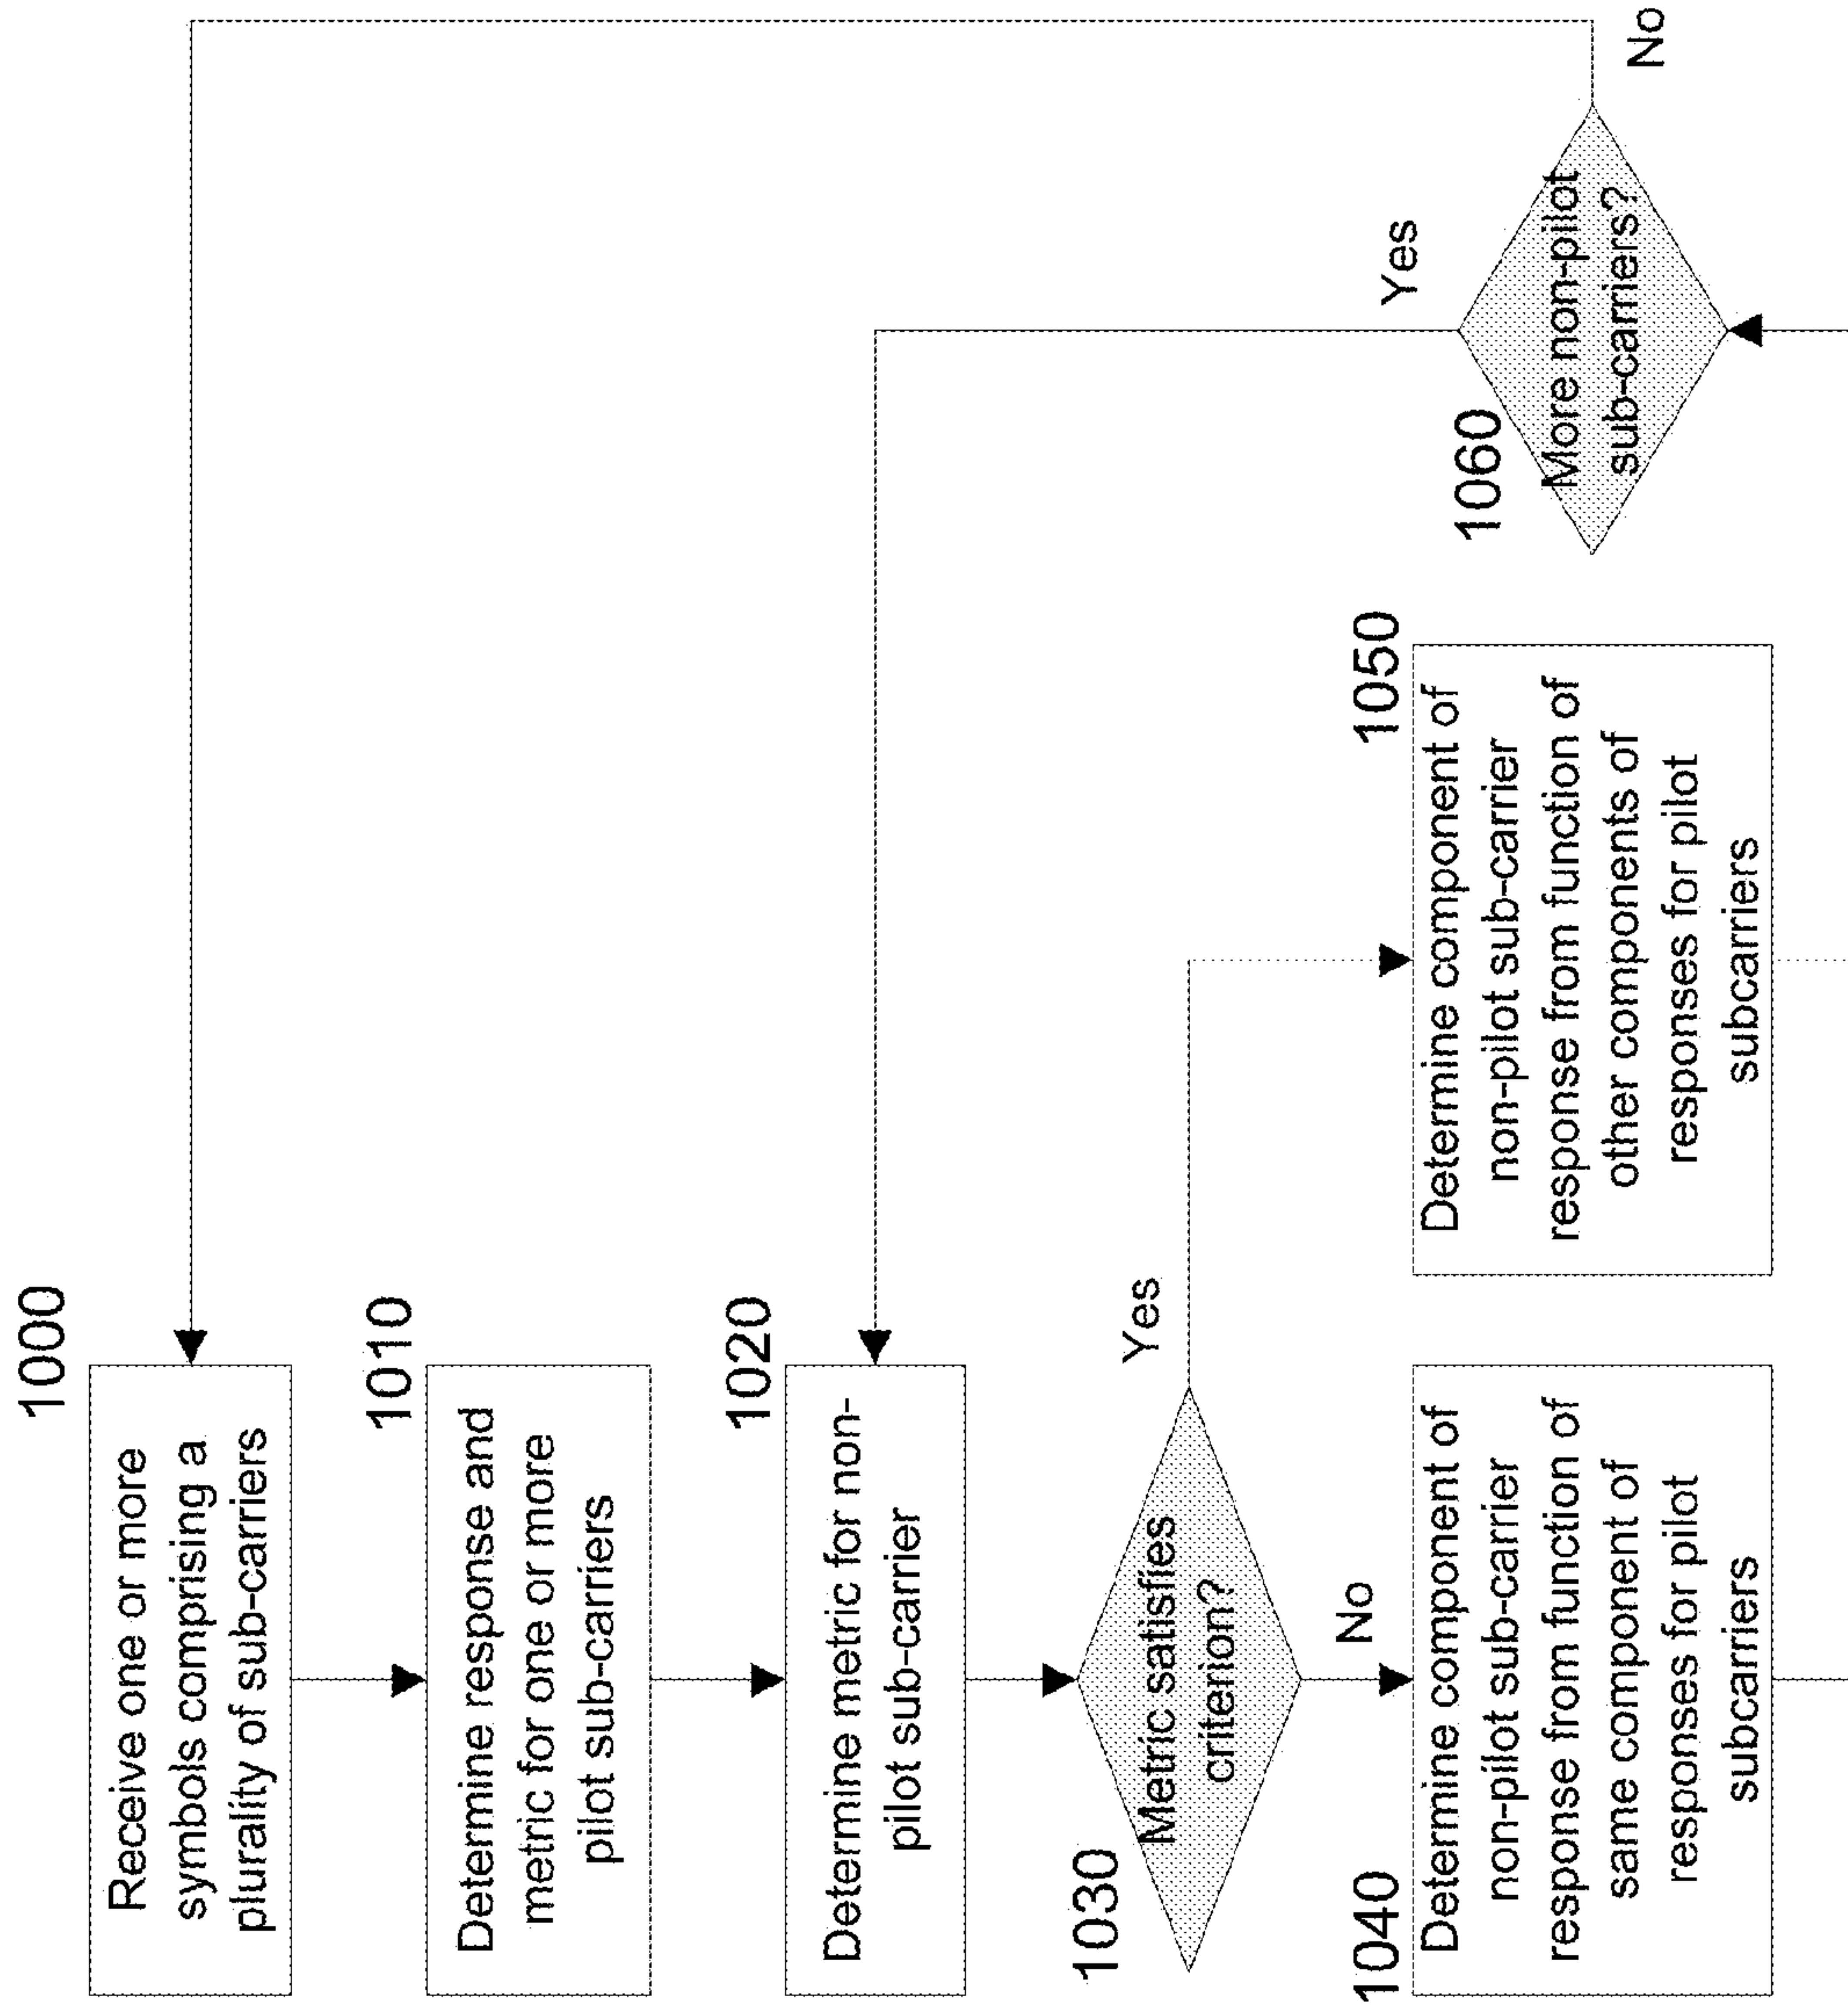 1000
Receive one or more
symbols comprising a
plurality of sub-carriers
1010
Determine response and
metric for one or more
pilot sub-carriers
1020
Determine metric for non-
pilot sub-carrier
1030
Metric satisfies
criterion?
Yes
No
1040
Determine component of
non-pilot sub-carrier
response from function of
same component of
responses for pilot
subcarriers
1050
Determine component of
non-pilot sub-carrier
response from function of
other components of
responses for pilot
subcarriers
1060
More non-pilot
sub-carriers?
Yes
No